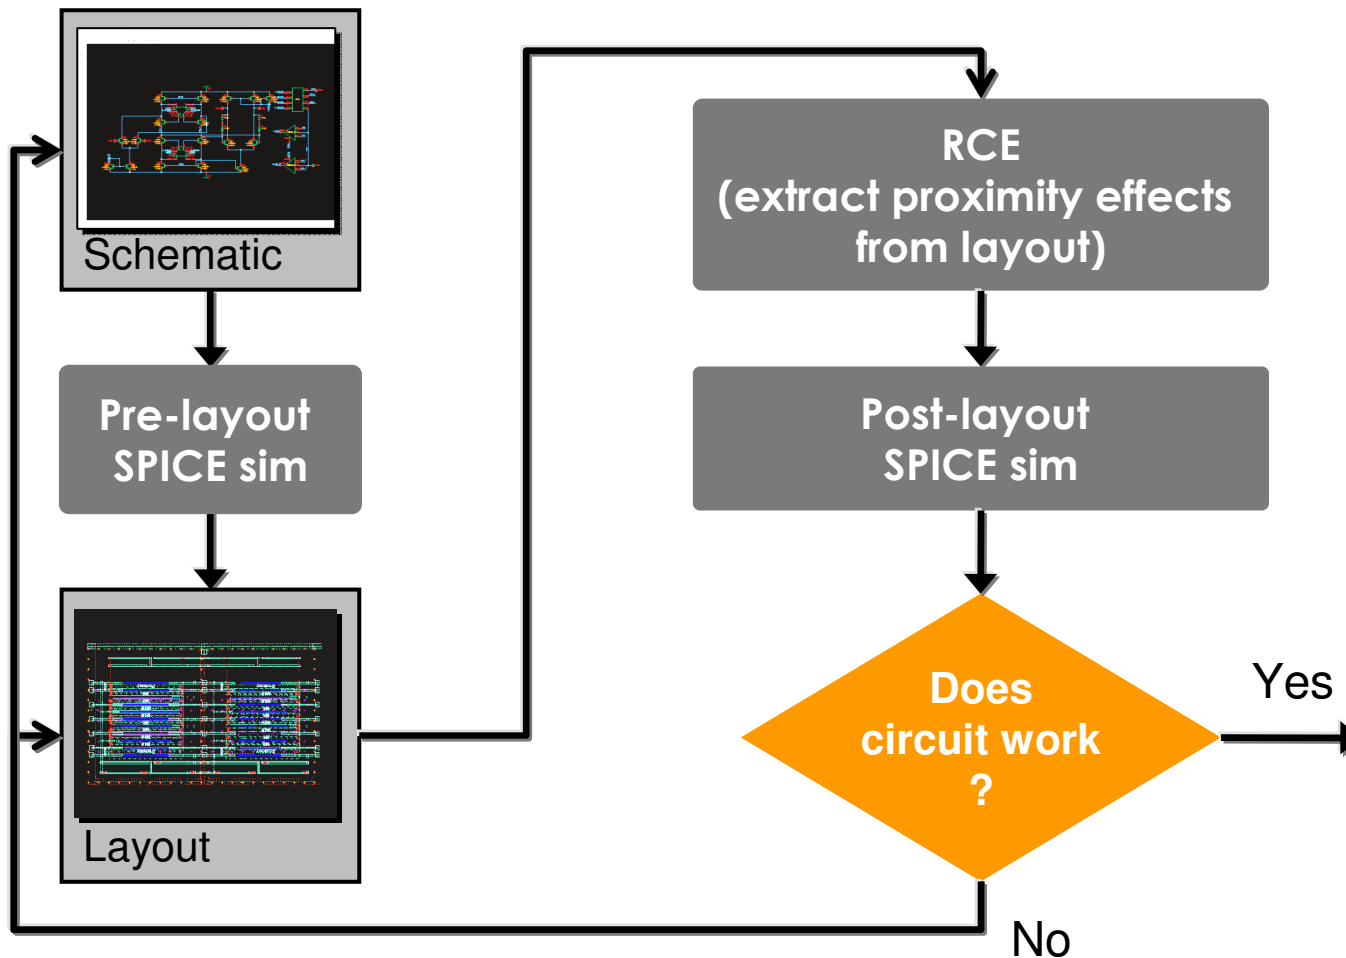 Schematic
Pre-layout
SPICE sim
Layout
RCE
(extract proximity effects
from layout)
Post-layout
SPICE sim
Does
circuit work
?
Yes
No